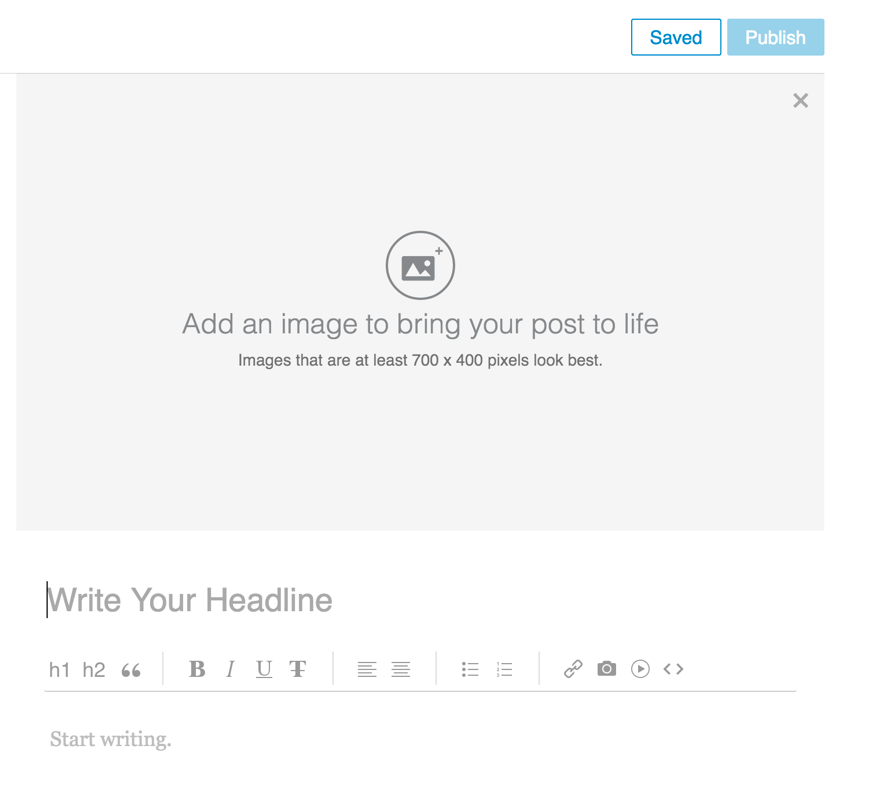 Saved Publish
Add an image to bring your post to life
Images that are at least 700 x 400 pixels look best.
Write Your Headline
h1 h2 “ B I U T
Start writing.